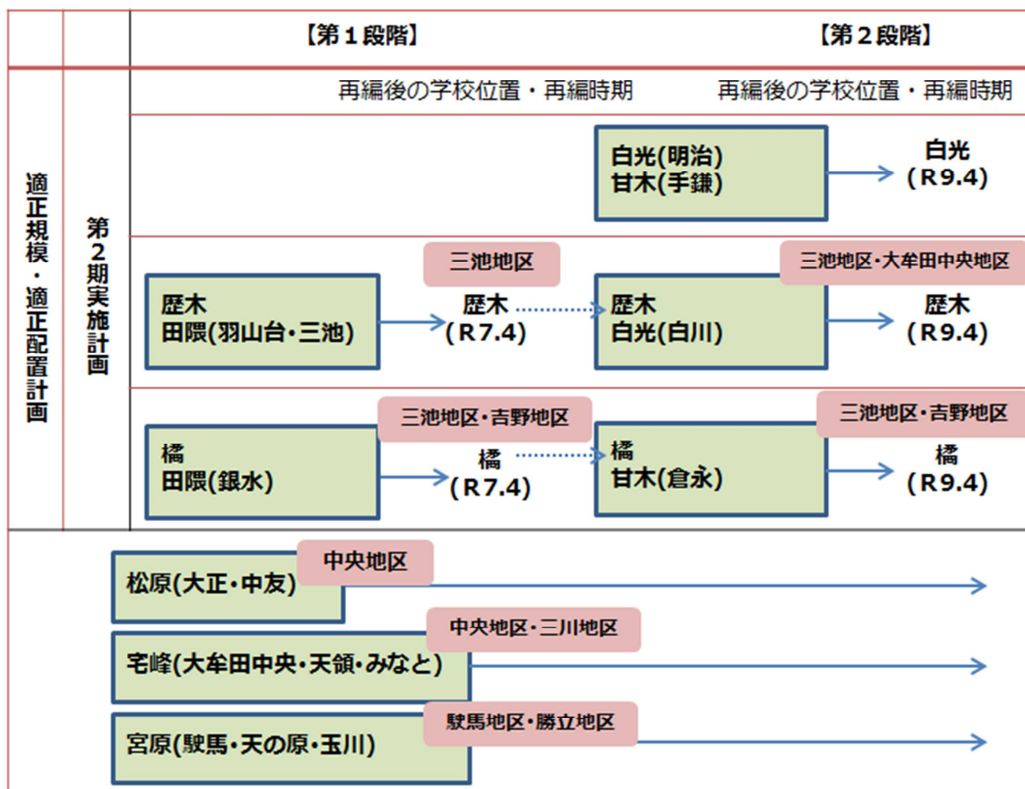 【第１段階】
【第２段階】
再編後の学校位置・再編時期
再編後の学校位置・再編時期
適正規模・適正配置計画
第２期実施計画
白光(明治)
甘木(手鎌)
白光
(R9.4)
三池地区
三池地区・大牟田中央地区
歴木
田隈(羽山台・三池)
歴木
(R7.4)
歴木
白光(白川)
歴木
(R9.4)
三池地区・吉野地区
三池地区・吉野地区
橘
田隈(銀水)
橘
(R7.4)
橘
甘木(倉永)
橘
(R9.4)
中央地区
松原(大正・中友)
中央地区・三川地区
宅峰(大牟田中央・天領・みなと)
駛馬地区・勝立地区
宮原(駛馬・天の原・玉川)